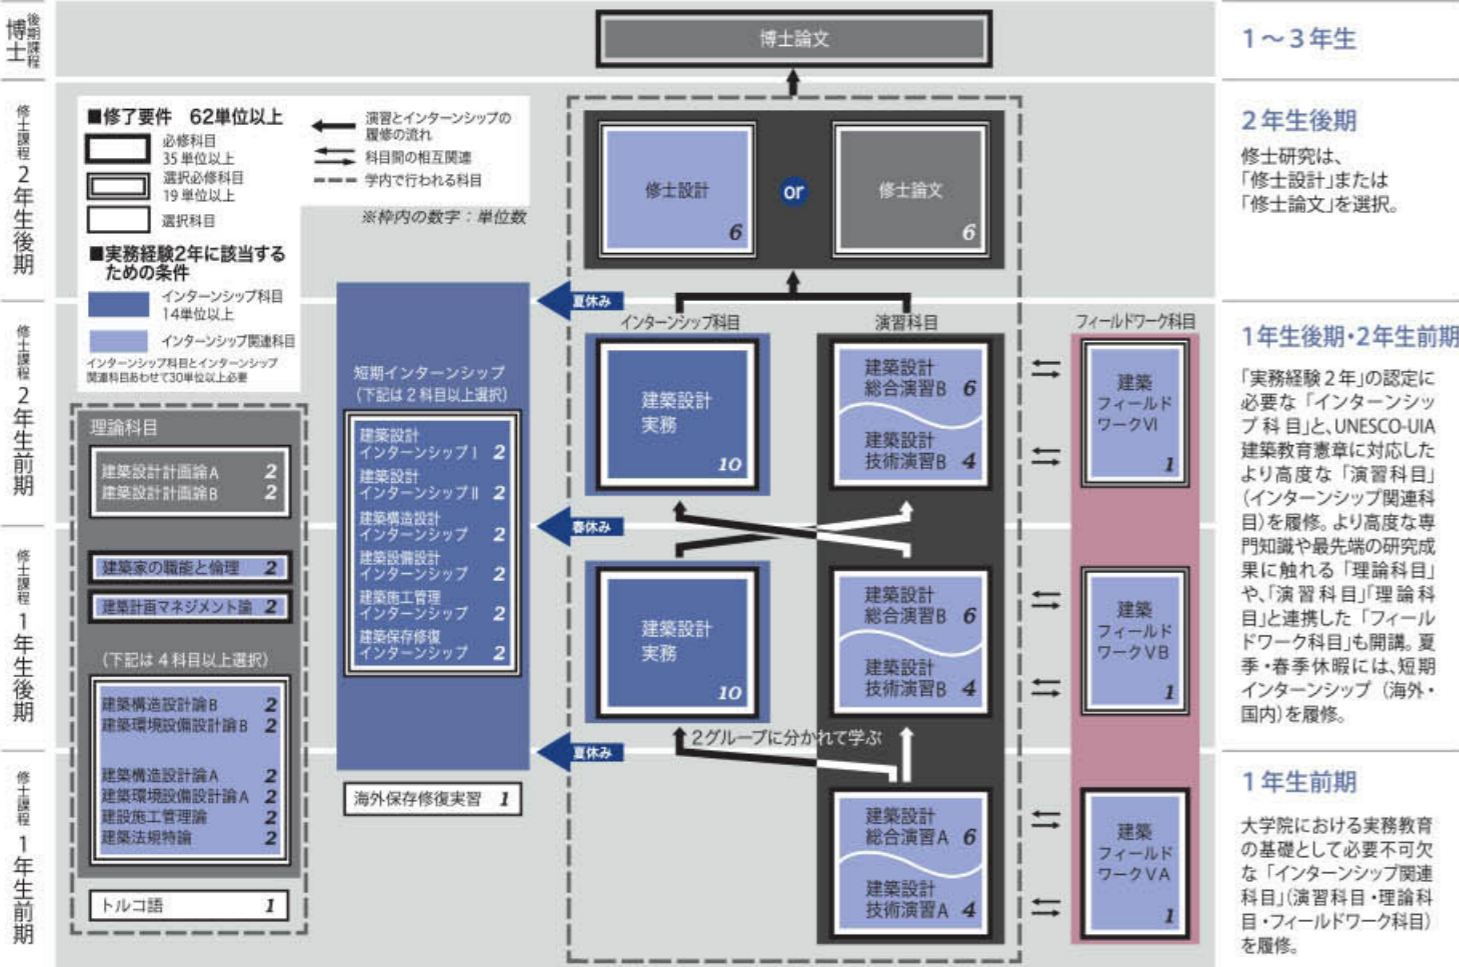 博士
後期課程
博士論文
1〜3年生
修士課程 2年生後期
■修了要件 62単位以上
必修科目
35単位以上
選択必修科目
19単位以上
選択科目
■実務経験2年に該当する
ための条件
インターンシップ科目
14単位以上
インターンシップ関連科目
インターンシップ科目とインターンシップ
関連科目あわせて30単位以上必要
演習とインターンシップの
履修の流れ
科目間の相互関連
学内で行われる科目
※枠内の数字：単位数
修士設計
6
or
修士論文
6
2年生後期
修士研究は、
「修士設計」または
「修士論文」を選択。
修士課程 2年生前期
理論科目
建築設計計画論A 2
建築設計計画論B 2
建築家の職能と倫理 2
建築計画マネジメント論 2
（下記は4科目以上選択）
建築構造設計論B 2
建築環境設備設計論B 2
建築構造設計論A 2
建築環境設備設計論A 2
建設施工管理論 2
建築法規特論 2
トルコ語 1
短期インターンシップ
（下記は2科目以上選択）
建築設計
インターンシップⅠ 2
建築設計
インターンシップⅡ 2
建築構造設計
インターンシップ 2
建築設備設計
インターンシップ 2
建築施工管理
インターンシップ 2
建築保存修復
インターンシップ 2
海外保存修復実習 1
夏休み
春休み
夏休み
インターンシップ科目
演習科目
フィールドワーク科目
建築設計
実務
10
建築設計
総合演習B 6
建築設計
技術演習B 4
建築
フィールド
ワークⅥ
1
1年生後期・2年生前期
「実務経験2年」の認定に
必要な「インターンシッ
プ科目」と、UNESCO-UIA
建築教育憲章に対応した
より高度な「演習科目」
（インターンシップ関連科
目）を履修。より高度な専
門知識や最先端の研究成
果に触れる「理論科目」
や、「演習科目」「理論科
目」と連携した「フィール
ドワーク科目」も開講。夏
季・春季休暇には、短期
インターンシップ（海外・
国内）を履修。
修士課程 1年生後期
建築設計
実務
10
建築設計
総合演習B 6
建築設計
技術演習B 4
建築
フィールド
ワークⅤB
1
2グループに分かれて学ぶ
修士課程 1年生前期
建築設計
総合演習A 6
建築設計
技術演習A 4
建築
フィールド
ワークⅤA
1
1年生前期
大学院における実務教育
の基礎として必要不可欠
な「インターンシップ関連
科目」（演習科目・理論科
目・フィールドワーク科目）
を履修。